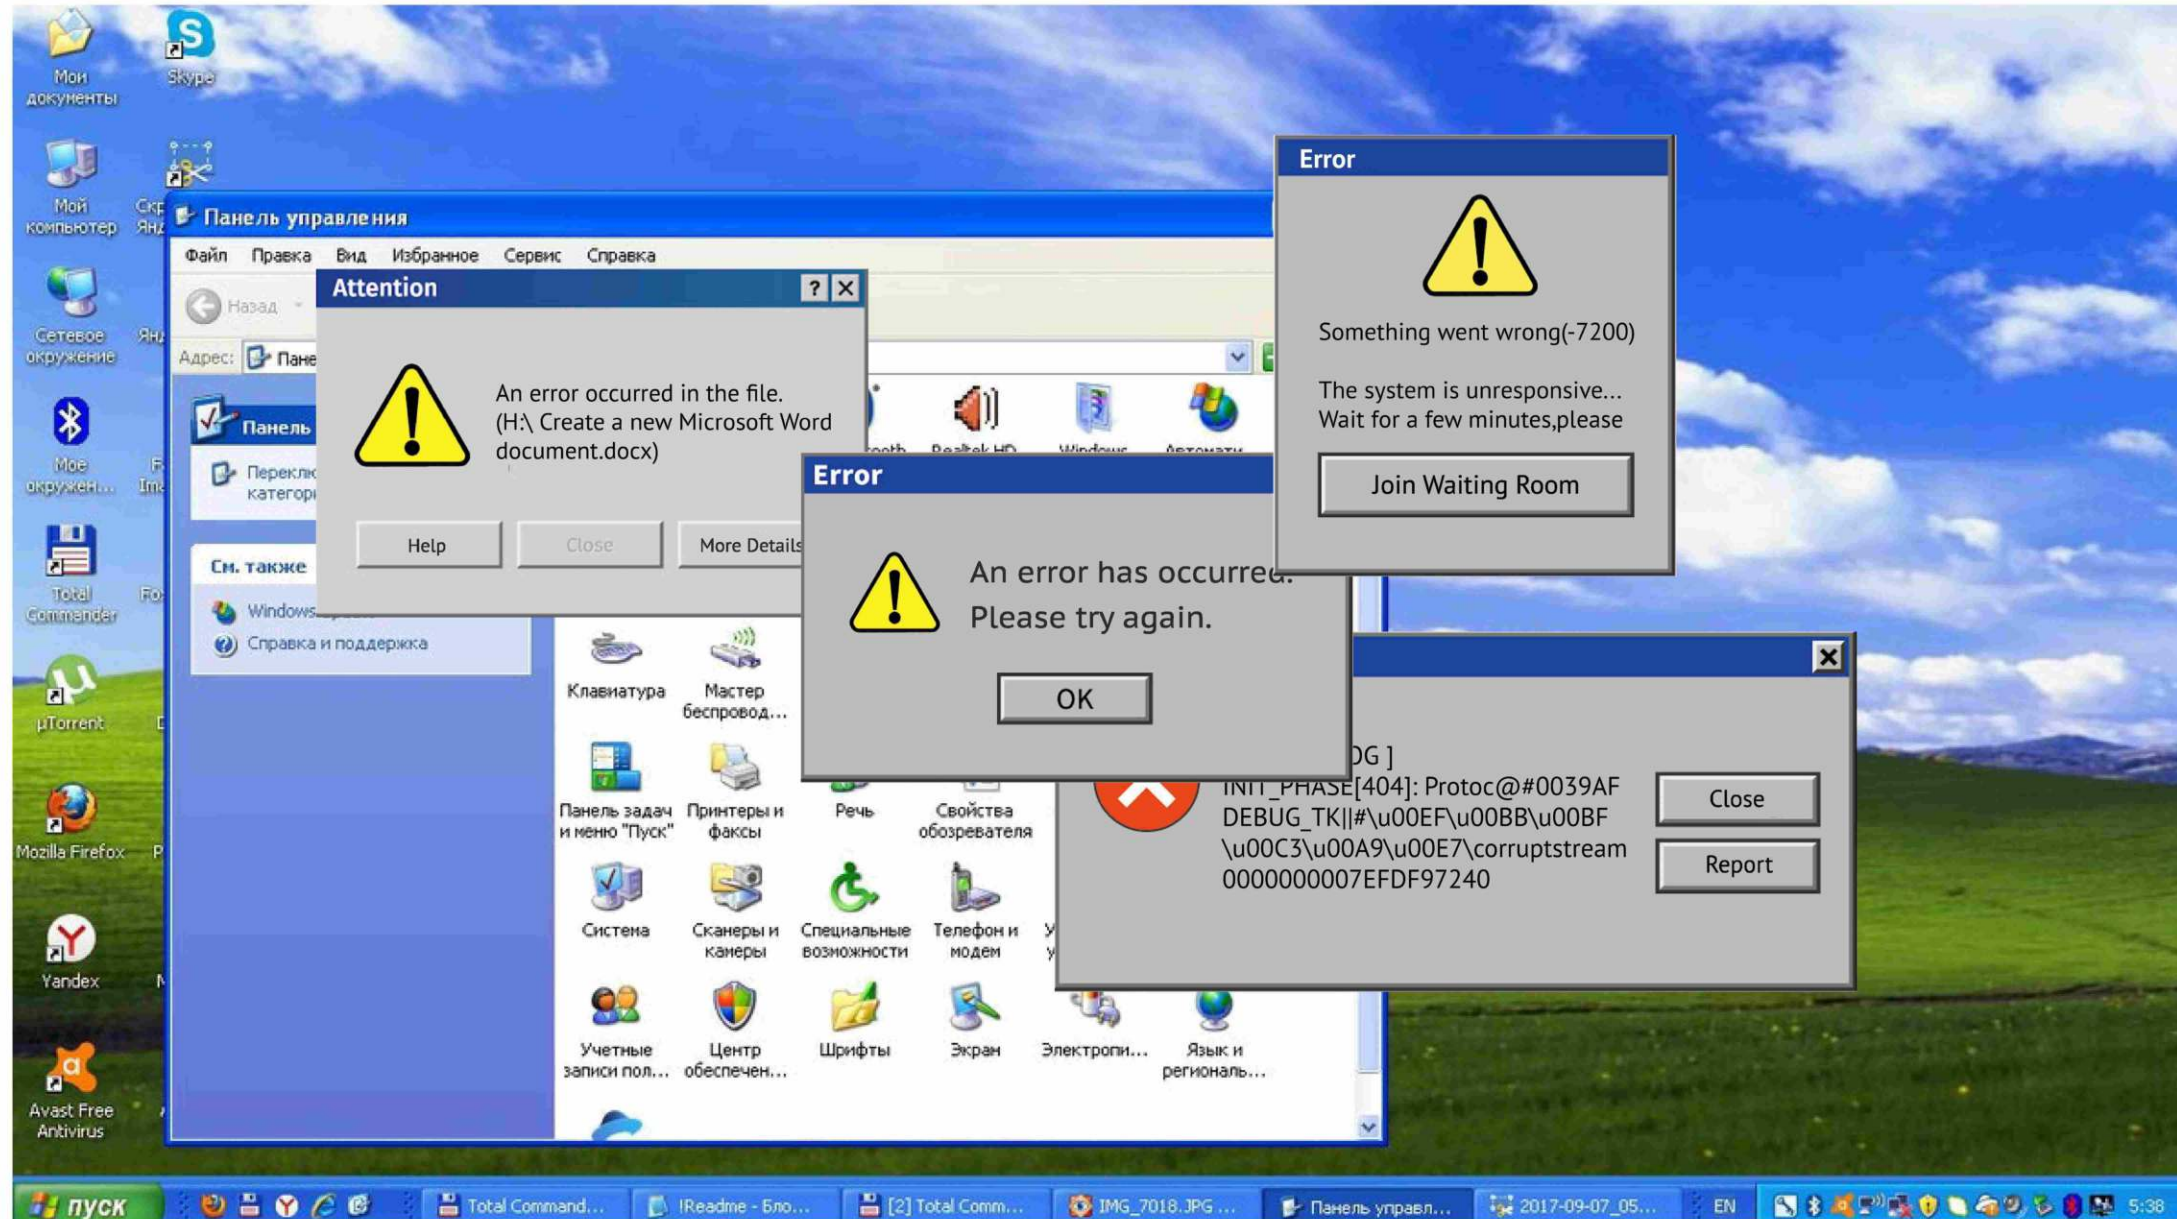 Мои
документы
Skype
Мой
компьютер
Сетевое
окружение
Мое
окружен...
Total
Commander
µTorrent
Mozilla Firefox
Yandex
Avast Free
Antivirus
Панель управления
Файл Правка Вид Избранное Сервис Справка
Назад
Адрес:
Панель
См. также
Windows
Справка и поддержка
Attention
An error occurred in the file.
(H:\ Create a new Microsoft Word
document.docx)
Help Close More Details
Realtek HD Windows Автомати
Error
An error has occurred.
Please try again.
OK
Error
Something went wrong(-7200)
The system is unresponsive...
Wait for a few minutes,please
Join Waiting Room
OG ]
INIT_PHASE[404]: Protoc@#0039AF
DEBUG_TK||#\u00EF\u00BB\u00BF
\u00C3\u00A9\u00E7\corruptstream
0000000007EFDF97240
Close
Report
Клавиатура
Мастер
беспровод...
Панель задач
и меню "Пуск"
Принтеры и
факсы
Речь
Свойства
обозревателя
Система
Сканеры и
камеры
Специальные
возможности
Телефон и
модем
Учетные
записи пол...
Центр
обеспечен...
Шрифты
Экран
Электропи...
Язык и
региональ...
пуск
Total Command...
!Readme - Бло...
[2] Total Comm...
IMG_7018.JPG ...
Панель управл...
2017-09-07_05...
EN
5:38